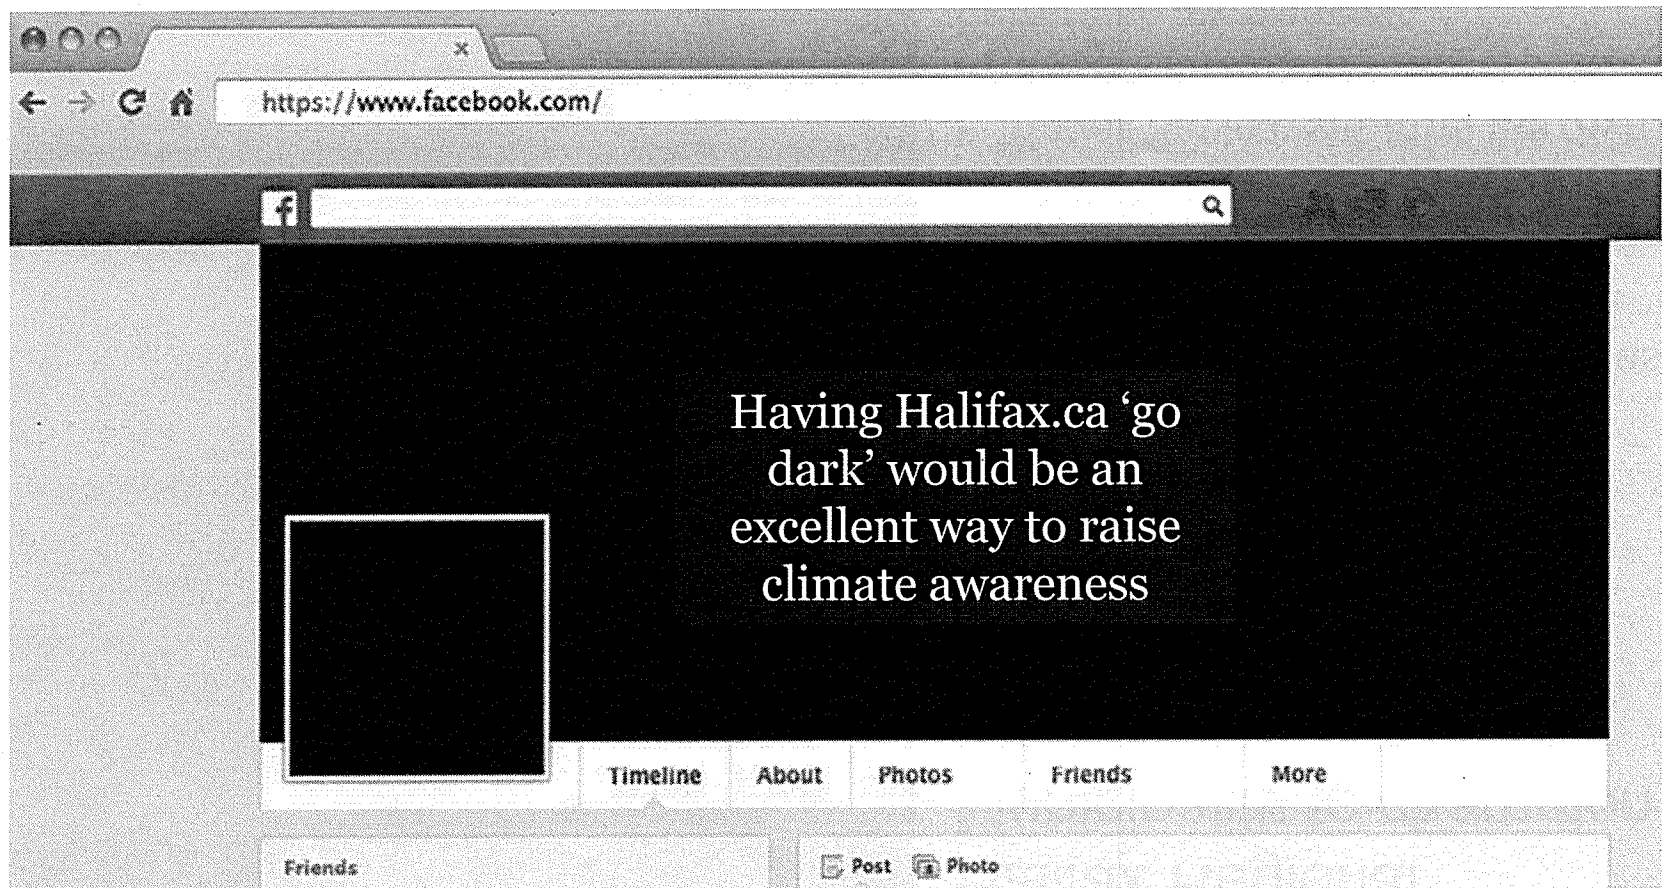 https://www.facebook.com/
f
Having Halifax.ca ‘go
dark’ would be an
excellent way to raise
climate awareness
Timeline About Photos Friends More
Friends
Post Photo